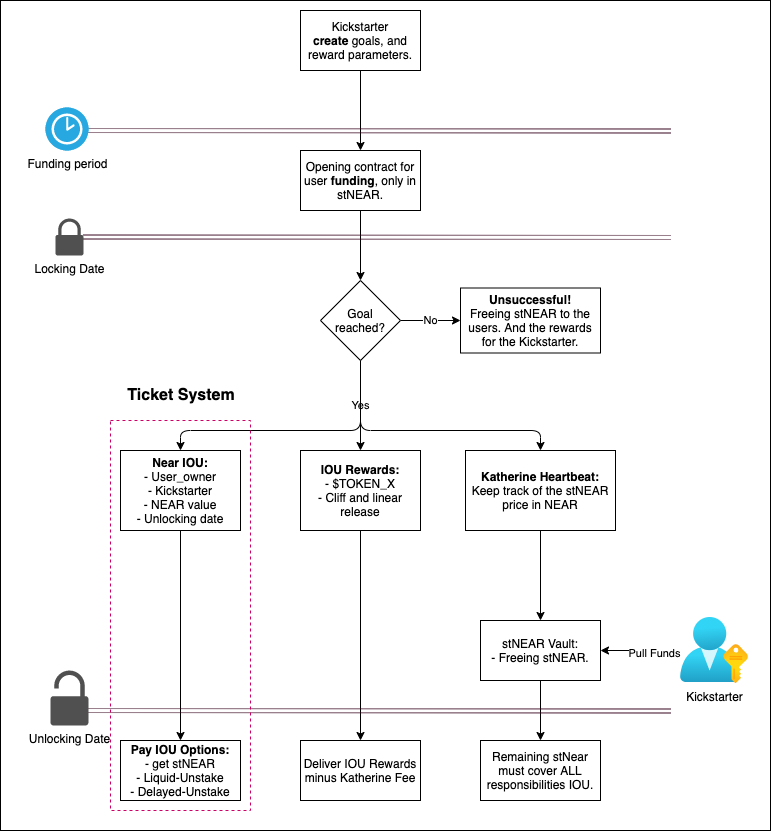 Kickstarter
create goals, and
reward parameters.
Funding period
Opening contract for
user funding, only in
stNEAR.
Locking Date
Goal
reached?
No
Unsuccessful!
Freeing stNEAR to the
users. And the rewards
for the Kickstarter.
Yes
Ticket System
Near IOU:
- User_owner
- Kickstarter
- NEAR value
- Unlocking date
IOU Rewards:
- $TOKEN_X
- Cliff and linear
release
Katherine Heartbeat:
Keep track of the stNEAR
price in NEAR
stNEAR Vault:
- Freeing stNEAR.
Pull Funds
Kickstarter
Unlocking Date
Pay IOU Options:
- get stNEAR
- Liquid-Unstake
- Delayed-Unstake
Deliver IOU Rewards
minus Katherine Fee
Remaining stNear
must cover ALL
responsibilities IOU.